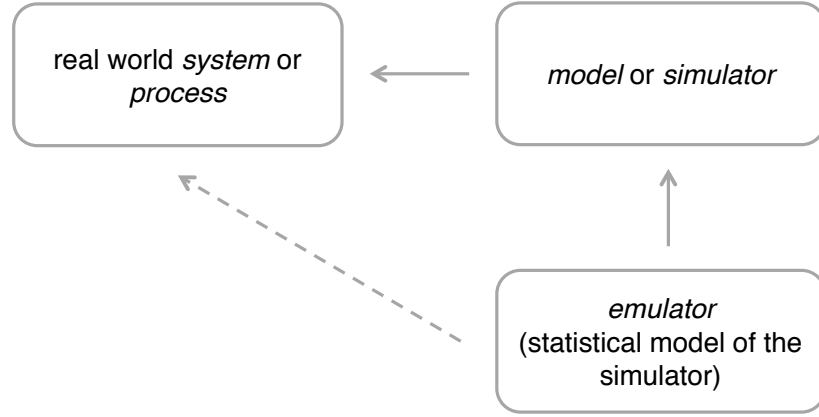 real world system or
process
model or simulator
emulator
(statistical model of the
simulator)